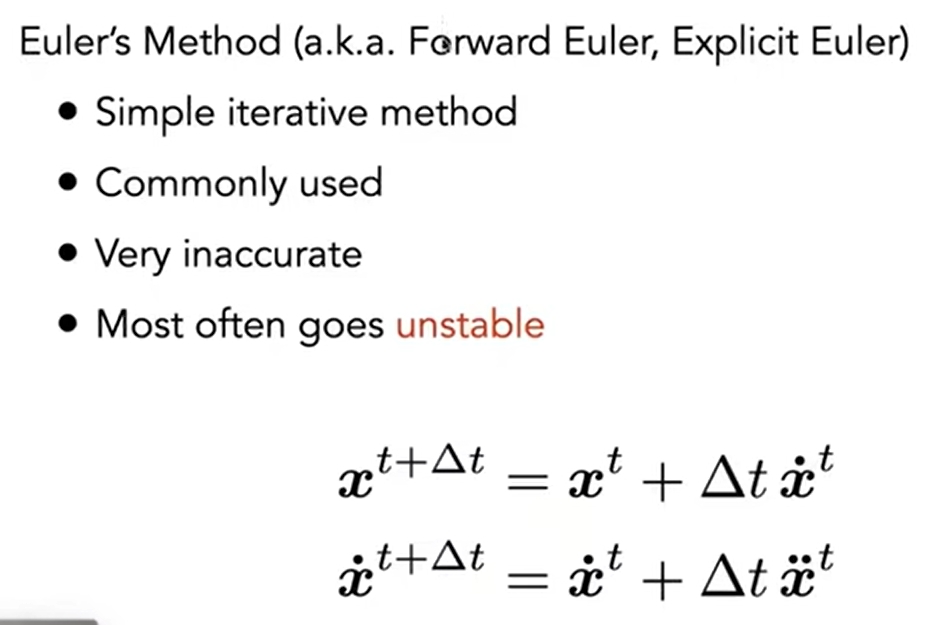 Euler's Method (a.k.a. Forward Euler, Explicit Euler)
• Simple iterative method
• Commonly used
• Very inaccurate
• Most often goes unstable
$\boldsymbol{x}^{t+\Delta t} = \boldsymbol{x}^{t} + \Delta t\, \dot{\boldsymbol{x}}^{t}$
$\dot{\boldsymbol{x}}^{t+\Delta t} = \dot{\boldsymbol{x}}^{t} + \Delta t\, \ddot{\boldsymbol{x}}^{t}$